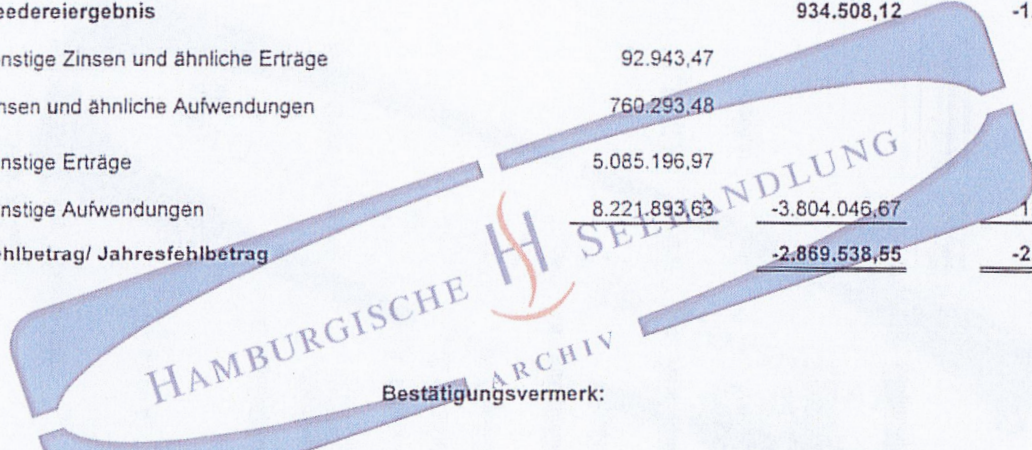 eedereiergebnis 934.508,12 -1
nstige Zinsen und ähnliche Erträge 92.943,47
nsen und ähnliche Aufwendungen 760.293,48
nstige Erträge 5.085.196,97
nstige Aufwendungen 8.221.893,63 -3.804.046,67 1
ehlbetrag/ Jahresfehlbetrag -2.869.538,55 -2
HAMBURGISCHE SEEHANDLUNG
ARCHIV
Bestätigungsvermerk: